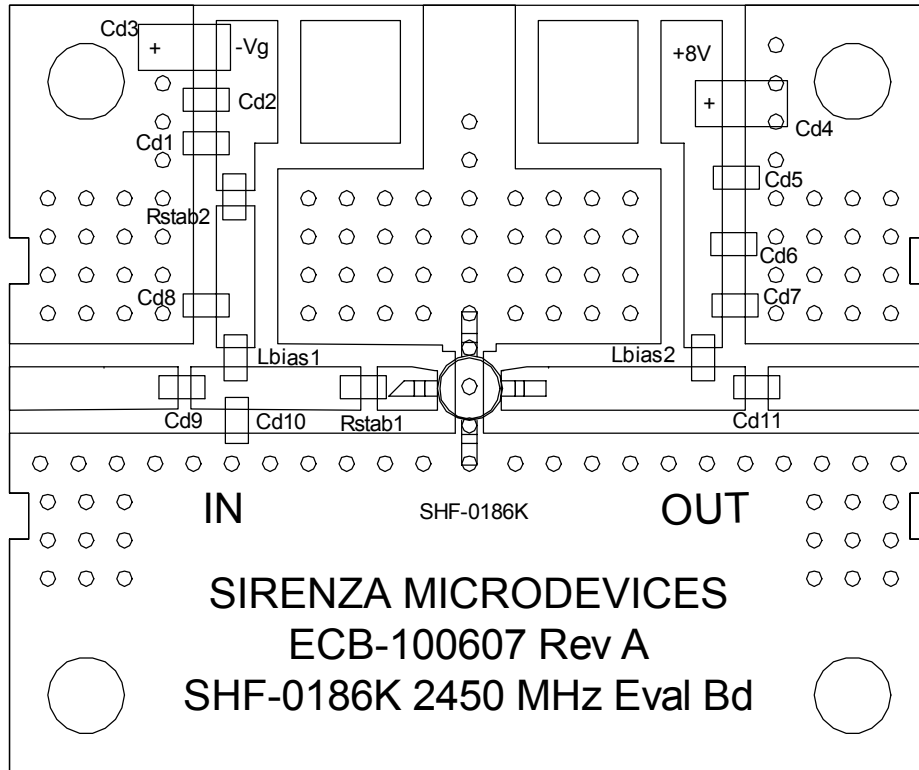 Cd3
+
-Vg
+8V
Cd2
+
Cd4
Cd1
Cd5
Rstab2
Cd6
Cd8
Cd7
Lbias1
Lbias2
Cd9
Cd10
Rstab1
Cd11
IN
SHF-0186K
OUT
SIRENZA MICRODEVICES
ECB-100607 Rev A
SHF-0186K 2450 MHz Eval Bd